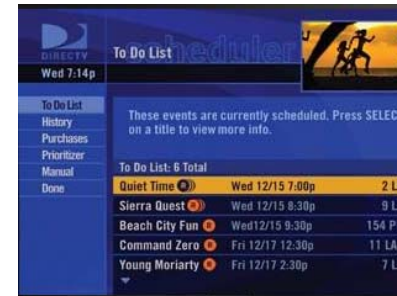 DIRECTV
Wed 7:14p
To Do List
scheduler
To Do List
History
Purchases
Prioritizer
Manual
Done
These events are currently scheduled. Press SELEC
on a title to view more info.
To Do List: 6 Total
Quiet Time R Wed 12/15 7:00p 2 L
Sierra Quest R Wed 12/15 8:30p 9 L
Beach City Fun R Wed12/15 9:30p 154 P
Command Zero R Fri 12/17 12:30p 11 LA
Young Moriarty R Fri 12/17 2:30p 7 L